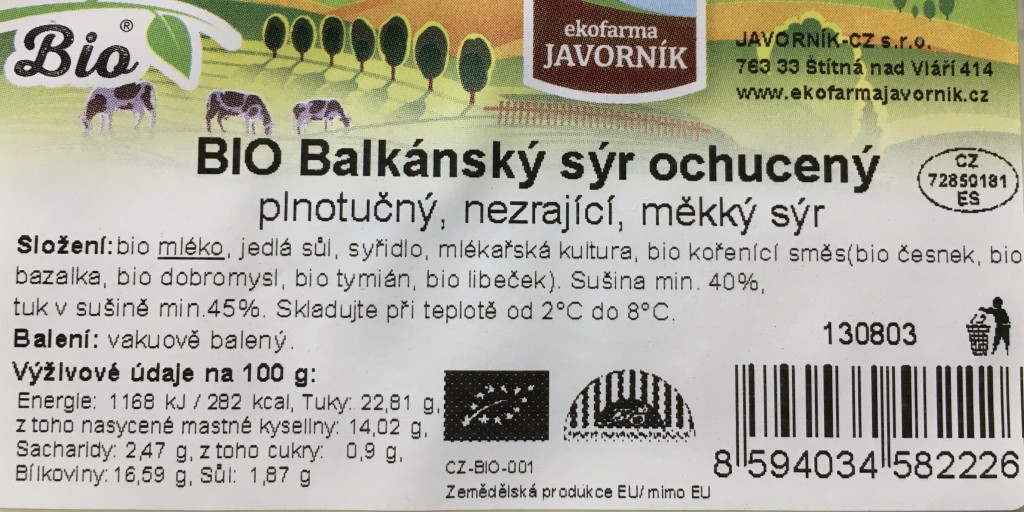 Bio®
ekofarma
JAVORNÍK
JAVORNÍK-CZ s.r.o.
763 33 Štítná nad Vláří 414
www.ekofarmajavornik.cz
BIO Balkánský sýr ochucený
plnotučný, nezrající, měkký sýr
CZ
72850181
ES
Složení:bio mléko, jedlá sůl, syřidlo, mlékařská kultura, bio kořenící směs(bio česnek, bio
bazalka, bio dobromysl, bio tymián, bio libeček). Sušina min. 40%,
tuk v sušině min.45%. Skladujte při teplotě od 2°C do 8°C.
Balení: vakuově balený.
130803
Výživové údaje na 100 g:
Energie: 1168 kJ / 282 kcal, Tuky: 22,81 g,
z toho nasycené mastné kyseliny: 14,02 g,
Sacharidy: 2,47 g, z toho cukry: 0,9 g,
Bílkoviny: 16,59 g, Sůl: 1,87 g
BIO
CZ-BIO-001
Zemědělská produkce EU/ mimo EU
8 594034 582226